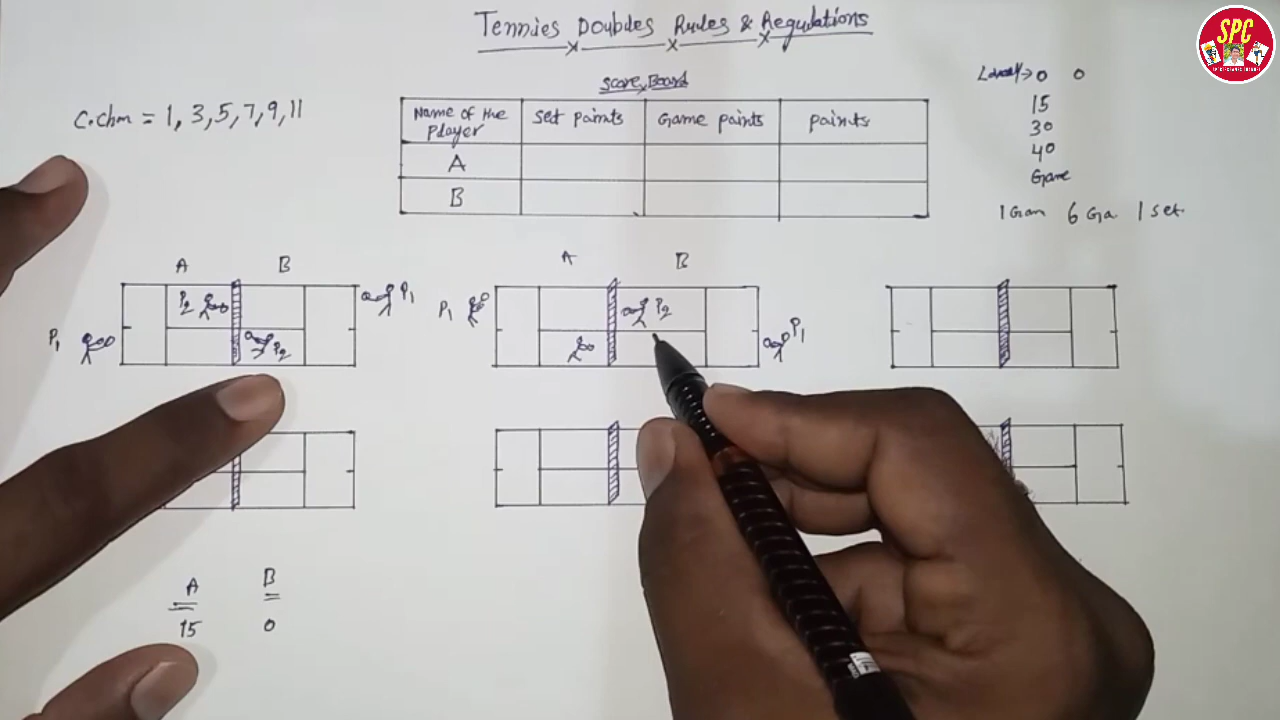 Tennies Doubles Rules & Regulations
SPC
Score Board
Love → 0 0
15
30
40
Game
1 Gam 6 Ga 1 Set.
C.chm = 1, 3, 5, 7, 9, 11
Name of the player
Set points
Game points
points
A
B
A B
P1
P2
P1
P2
A B
P1
P2
P1
A B
15 0